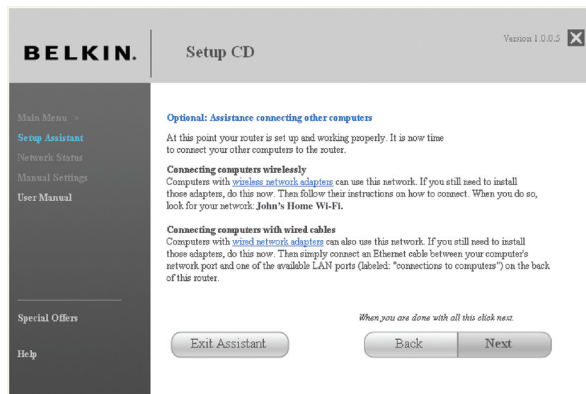 BELKIN.
Setup CD
Version 1.0.0.5
Main Menu >
Setup Assistant
Network Status
Manual Settings
User Manual
Special Offers
Help
Optional: Assistance connecting other computers
At this point your router is set up and working properly. It is now time
to connect your other computers to the router.
Connecting computers wirelessly
Computers with wireless network adapters can use this network. If you still need to install
those adapters, do this now. Then follow their instructions on how to connect. When you do so,
look for your network: John's Home Wi-Fi.
Connecting computers with wired cables
Computers with wired network adapters can also use this network. If you still need to install
those adapters, do this now. Then simply connect an Ethernet cable between your computer's
network port and one of the available LAN ports (labeled: "connections to computers") on the back
of this router.
When you are done with all this click next.
Exit Assistant
Back
Next